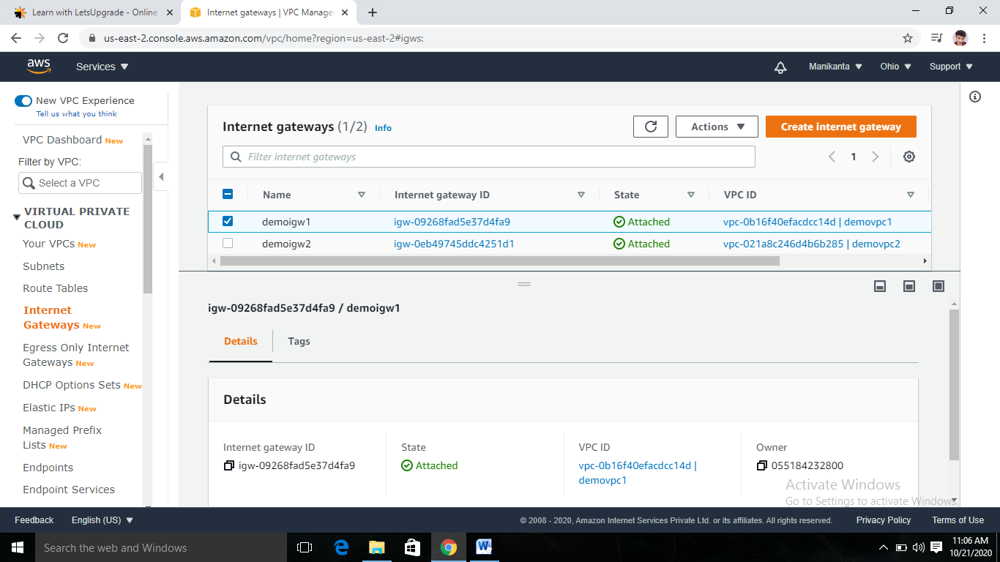 Learn with LetsUpgrade - Online
Internet gateways | VPC Manager
us-east-2.console.aws.amazon.com/vpc/home?region=us-east-2#igws:
aws
Services
Manikanta
Ohio
Support
New VPC Experience
Tell us what you think
VPC Dashboard New
Filter by VPC:
Select a VPC
VIRTUAL PRIVATE
CLOUD
Your VPCs New
Subnets
Route Tables
Internet
Gateways New
Egress Only Internet
Gateways New
DHCP Options Sets New
Elastic IPs New
Managed Prefix
Lists New
Endpoints
Endpoint Services
Internet gateways (1/2) Info
Actions
Create internet gateway
Filter internet gateways
1
Name Internet gateway ID State VPC ID
demoigw1 igw-09268fad5e37d4fa9 Attached vpc-0b16f40efacdcc14d | demovpc1
demoigw2 igw-0eb49745ddc4251d1 Attached vpc-021a8c246d4b6b285 | demovpc2
igw-09268fad5e37d4fa9 / demoigw1
Details Tags
Details
Internet gateway ID
igw-09268fad5e37d4fa9
State
Attached
VPC ID
vpc-0b16f40efacdcc14d |
demovpc1
Owner
055184232800
Activate Windows
Go to Settings to activate Windows.
Feedback English (US) © 2008 - 2020, Amazon Internet Services Private Ltd. or its affiliates. All rights reserved. Privacy Policy Terms of Use
Search the web and Windows
11:06 AM
10/21/2020